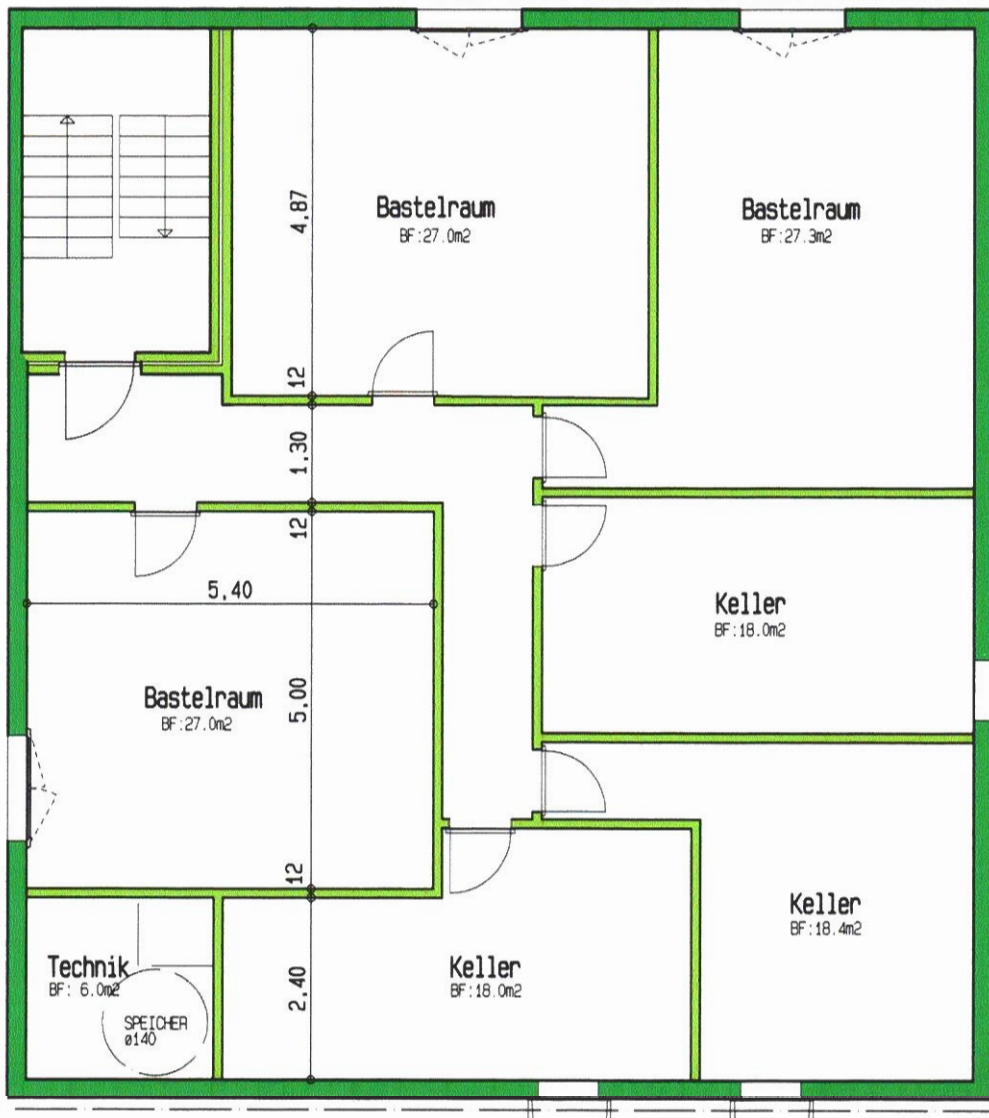 Bastelraum
BF:27.0m2
Bastelraum
BF:27.3m2
4.87
12
1.30
12
5.40
5.00
Bastelraum
BF:27.0m2
Keller
BF:18.0m2
12
Keller
BF:18.4m2
Technik
BF: 6.0m2
SPEICHER
ø140
2.40
Keller
BF:18.0m2